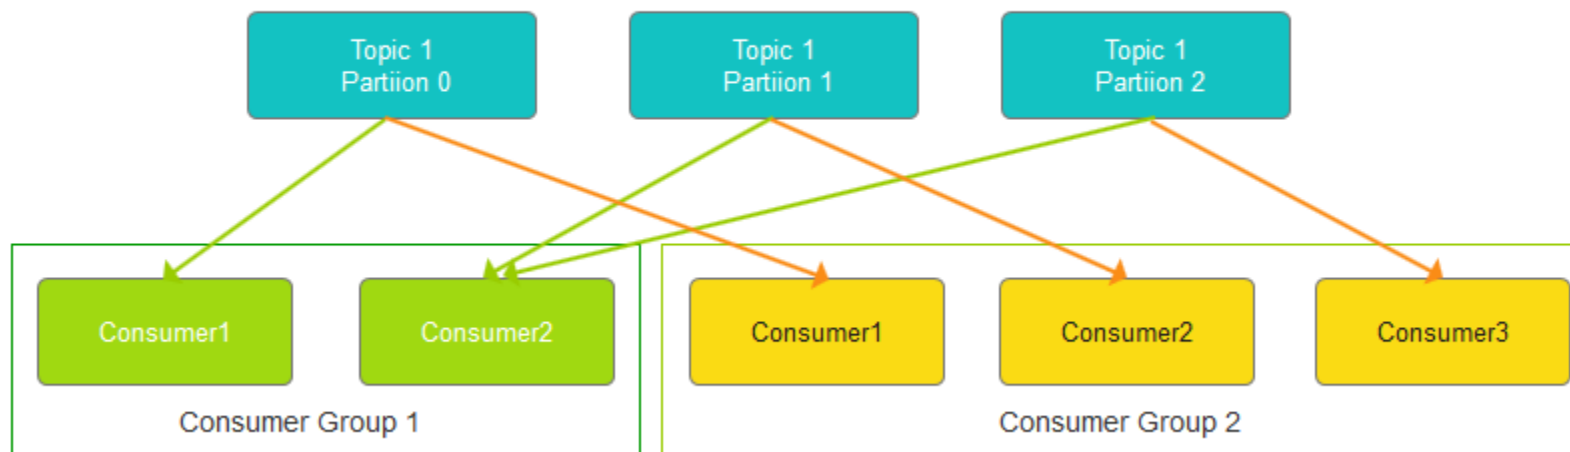 Topic 1
Partiion 0
Topic 1
Partiion 1
Topic 1
Partiion 2
Consumer1
Consumer2
Consumer1
Consumer2
Consumer3
Consumer Group 1
Consumer Group 2